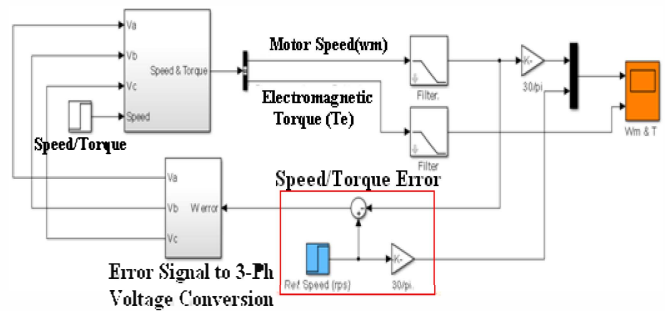 Va
Vb
Vc
Speed
Speed & Torque
Speed/Torque
Motor Speed(wm)
Electromagnetic
Torque (Te)
Filter.
Filter
K-
30/pi
Wm & T
Va
Vb
Vc
W error
Error Signal to 3-Ph
Voltage Conversion
Speed/Torque Error
Ref Speed (rps)
K-
30/pi.